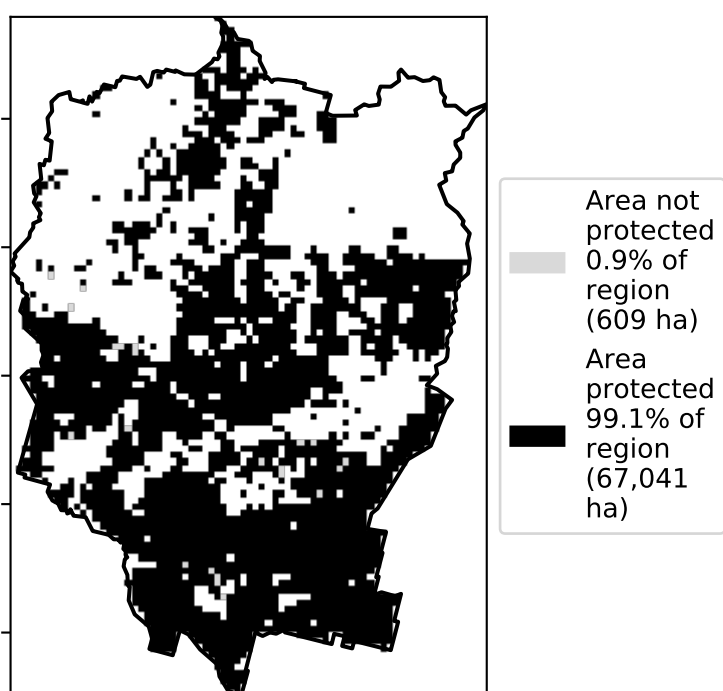 Area not
protected
0.9% of
region
(609 ha)
Area
protected
99.1% of
region
(67,041
ha)